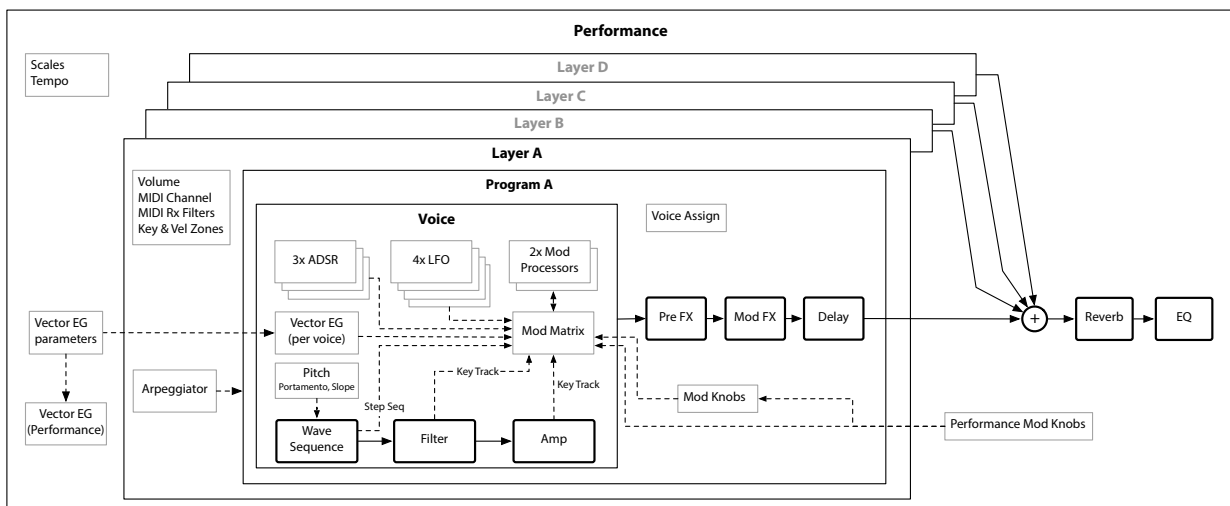 Performance
Scales
Tempo
Layer D
Layer C
Layer B
Layer A
Volume
MIDI Channel
MIDI Rx Filters
Key & Vel Zones
Program A
Voice
Voice Assign
3x ADSR
4x LFO
2x Mod
Processors
Vector EG
parameters
Vector EG
(per voice)
Mod Matrix
Pre FX
Mod FX
Delay
+
Reverb
EQ
Arpeggiator
Pitch
Portamento, Slope
Key Track
Key Track
Mod Knobs
Step Seq
Vector EG
(Performance)
Wave
Sequence
Filter
Amp
Performance Mod Knobs